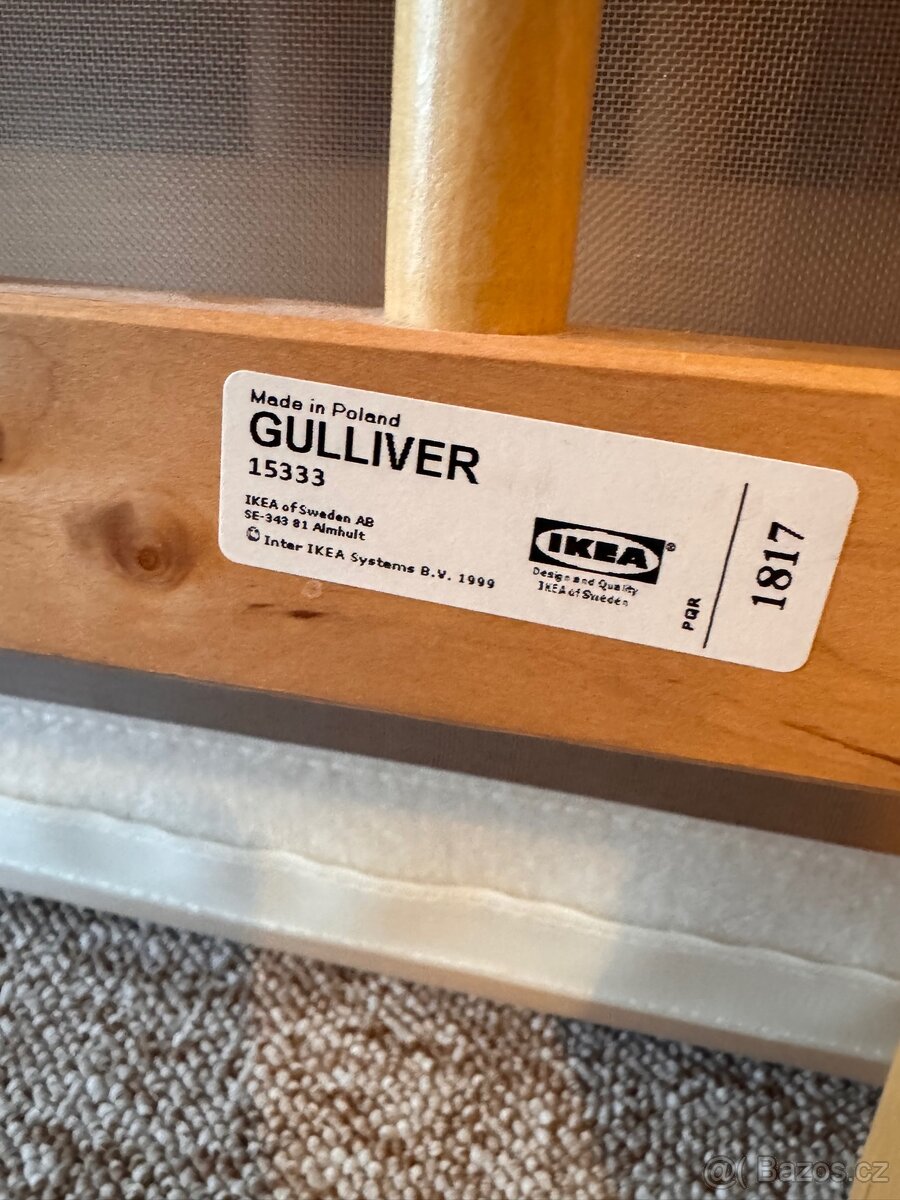 Made in Poland
GULLIVER
15333
IKEA of Sweden AB
SE-343 81 Almhult
© Inter IKEA Systems B.V. 1999
IKEA®
Design and Quality
IKEA of Sweden
PQR
1817
@( Bazos.cz